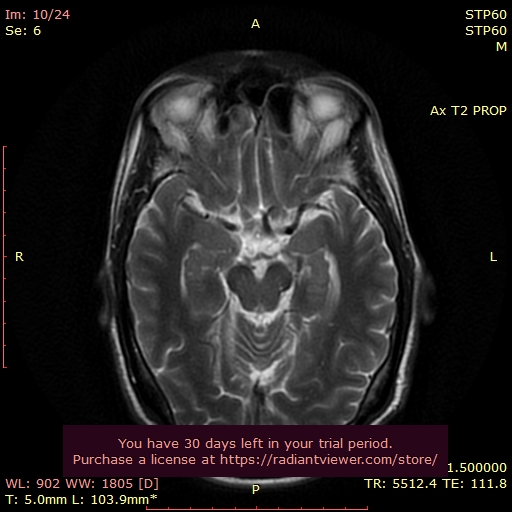 Im: 10/24
Se: 6
A
STP60
STP60
M
Ax T2 PROP
R
L
You have 30 days left in your trial period.
Purchase a license at https://radiantviewer.com/store/
1.500000
WL: 902 WW: 1805 [D]
T: 5.0mm L: 103.9mm*
P
TR: 5512.4 TE: 111.8